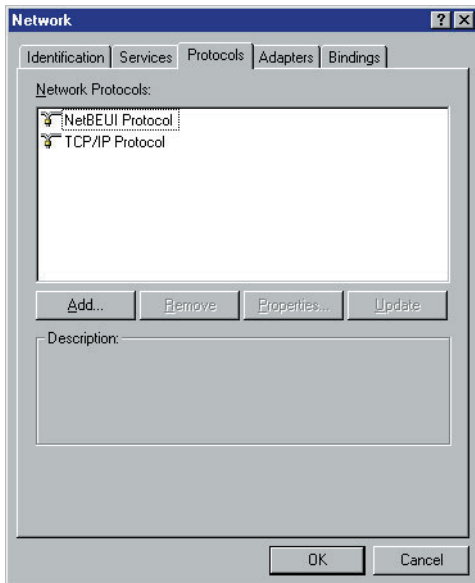 Network
Identification Services Protocols Adapters Bindings
Network Protocols:
NetBEUI Protocol
TCP/IP Protocol
Add... Remove Properties... Update
Description:
OK Cancel